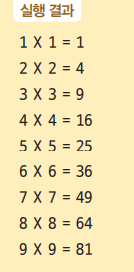 실행 결과
1 X 1 = 1
2 X 2 = 4
3 X 3 = 9
4 X 4 = 16
5 X 5 = 25
6 X 6 = 36
7 X 7 = 49
8 X 8 = 64
9 X 9 = 81